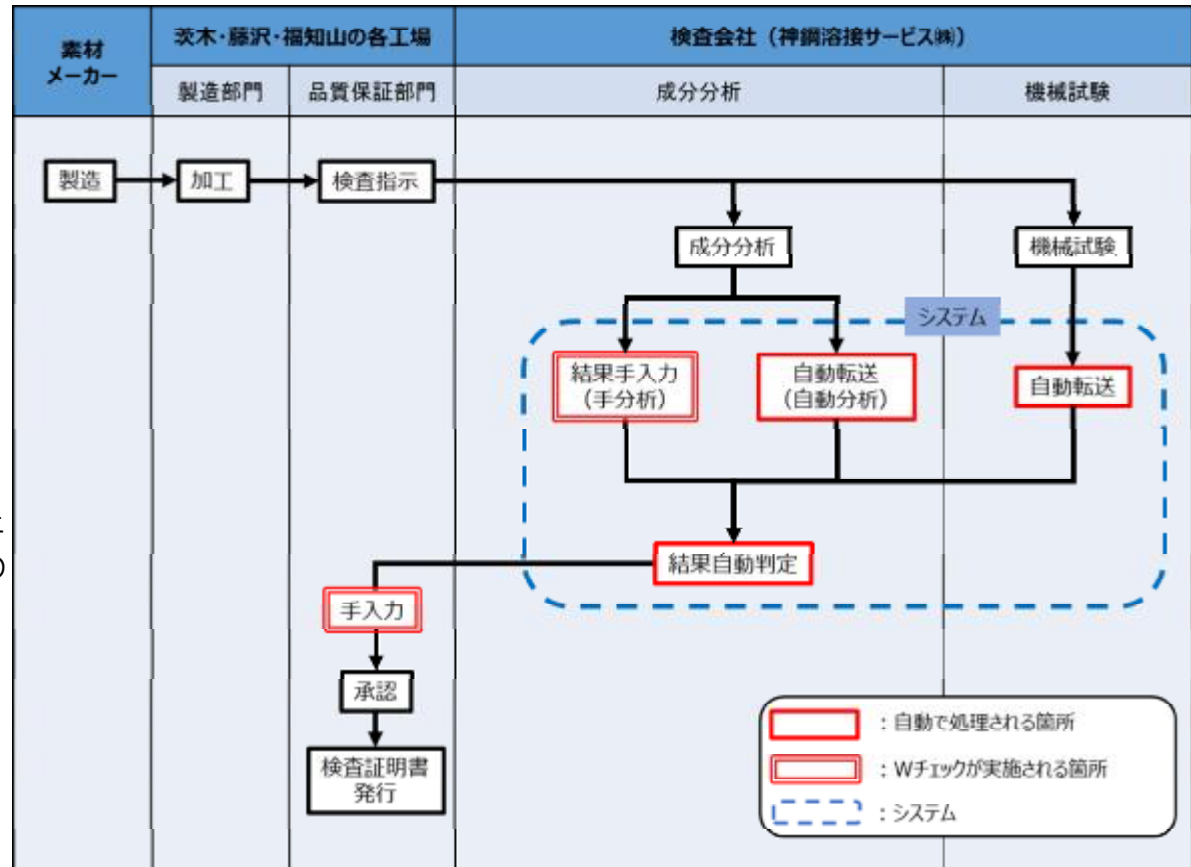 素材
メーカー
茨木・藤沢・福知山の各工場
検査会社（神鋼溶接サービス㈱）
製造部門
品質保証部門
成分分析
機械試験
製造
加工
検査指示
成分分析
機械試験
システム
結果手入力
（手分析）
自動転送
（自動分析）
自動転送
結果自動判定
手入力
承認
検査証明書
発行
：自動で処理される箇所
：Wチェックが実施される箇所
：システム
の